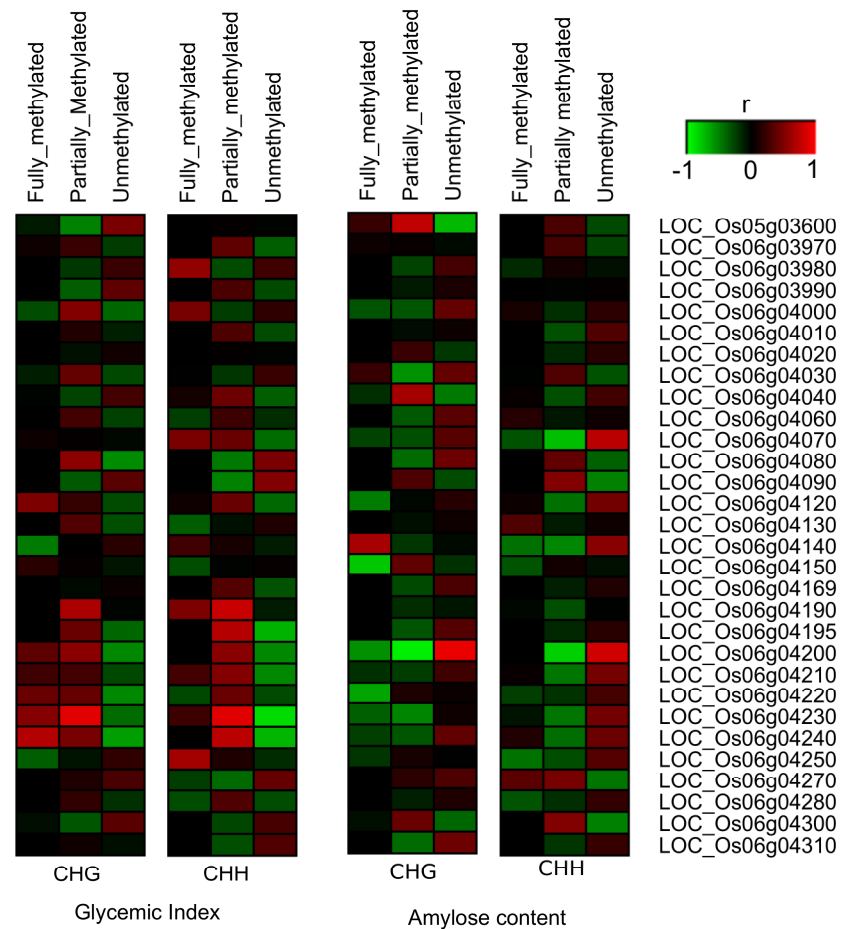 Fully_methylated
Partially_Methylated
Unmethylated
Fully_methylated
Partially_methylated
Unmethylated
Fully_methylated
Partially_methylated
Unmethylated
Fully_methylated
Partially methylated
Unmethylated
r
-1 0 1
LOC_Os05g03600
LOC_Os06g03970
LOC_Os06g03980
LOC_Os06g03990
LOC_Os06g04000
LOC_Os06g04010
LOC_Os06g04020
LOC_Os06g04030
LOC_Os06g04040
LOC_Os06g04060
LOC_Os06g04070
LOC_Os06g04080
LOC_Os06g04090
LOC_Os06g04120
LOC_Os06g04130
LOC_Os06g04140
LOC_Os06g04150
LOC_Os06g04169
LOC_Os06g04190
LOC_Os06g04195
LOC_Os06g04200
LOC_Os06g04210
LOC_Os06g04220
LOC_Os06g04230
LOC_Os06g04240
LOC_Os06g04250
LOC_Os06g04270
LOC_Os06g04280
LOC_Os06g04300
LOC_Os06g04310
CHG CHH CHG CHH
Glycemic Index Amylose content